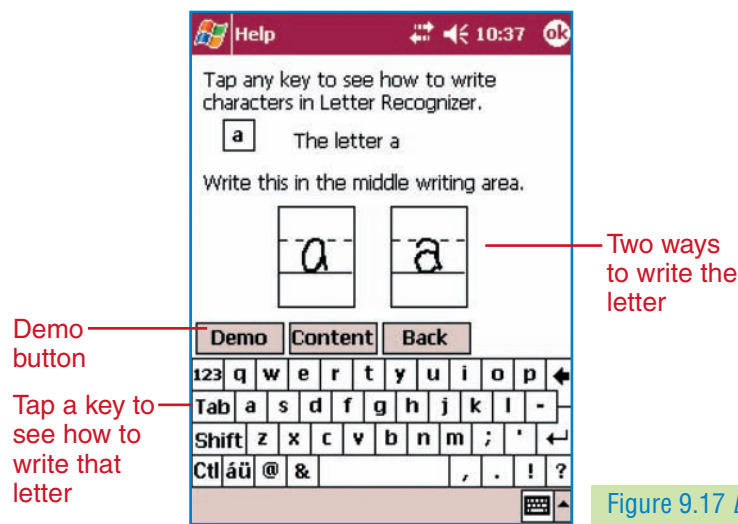 Help 10:37 ok
Tap any key to see how to write
characters in Letter Recognizer.
a The letter a
Write this in the middle writing area.
a a
Two ways
to write the
letter
Demo
button
Demo Content Back
Tap a key to
see how to
write that
letter
123 q w e r t y u i o p
Tab a s d f g h j k l -
Shift z x c v b n m ; '
Ctl áü @ & , . ! ?
Figure 9.17